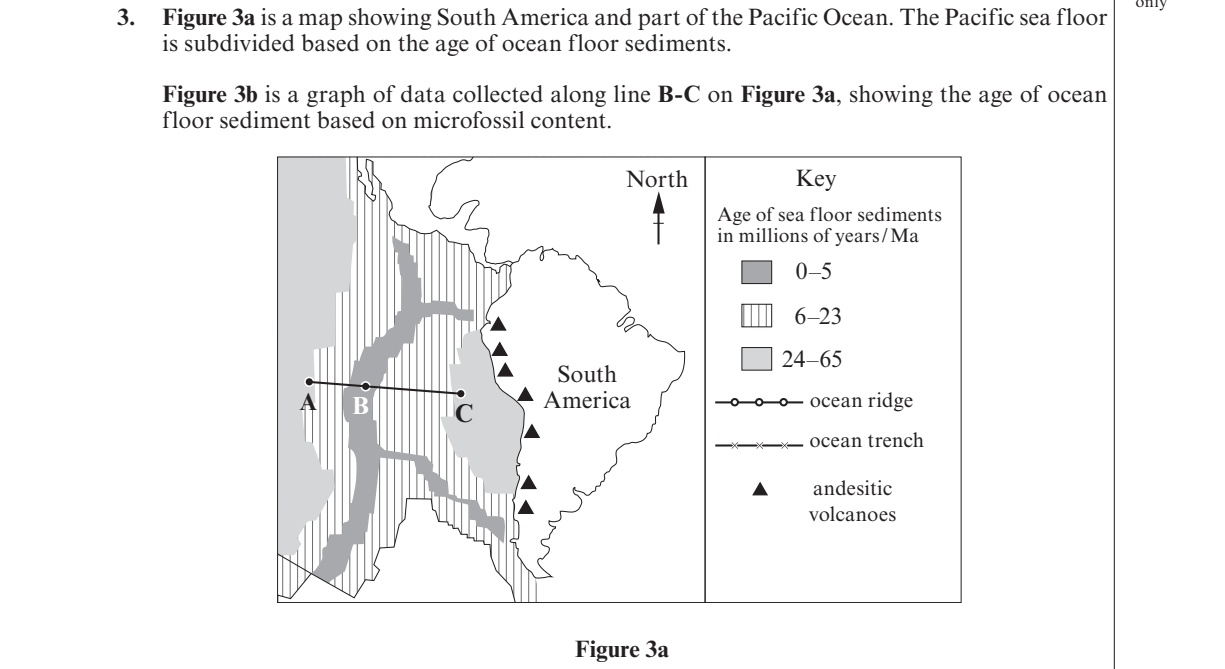 only
3. Figure 3a is a map showing South America and part of the Pacific Ocean. The Pacific sea floor
is subdivided based on the age of ocean floor sediments.
Figure 3b is a graph of data collected along line B-C on Figure 3a, showing the age of ocean
floor sediment based on microfossil content.
North
Key
Age of sea floor sediments
in millions of years/Ma
0–5
6–23
24–65
ocean ridge
ocean trench
andesitic
volcanoes
South
America
A
B
C
Figure 3a